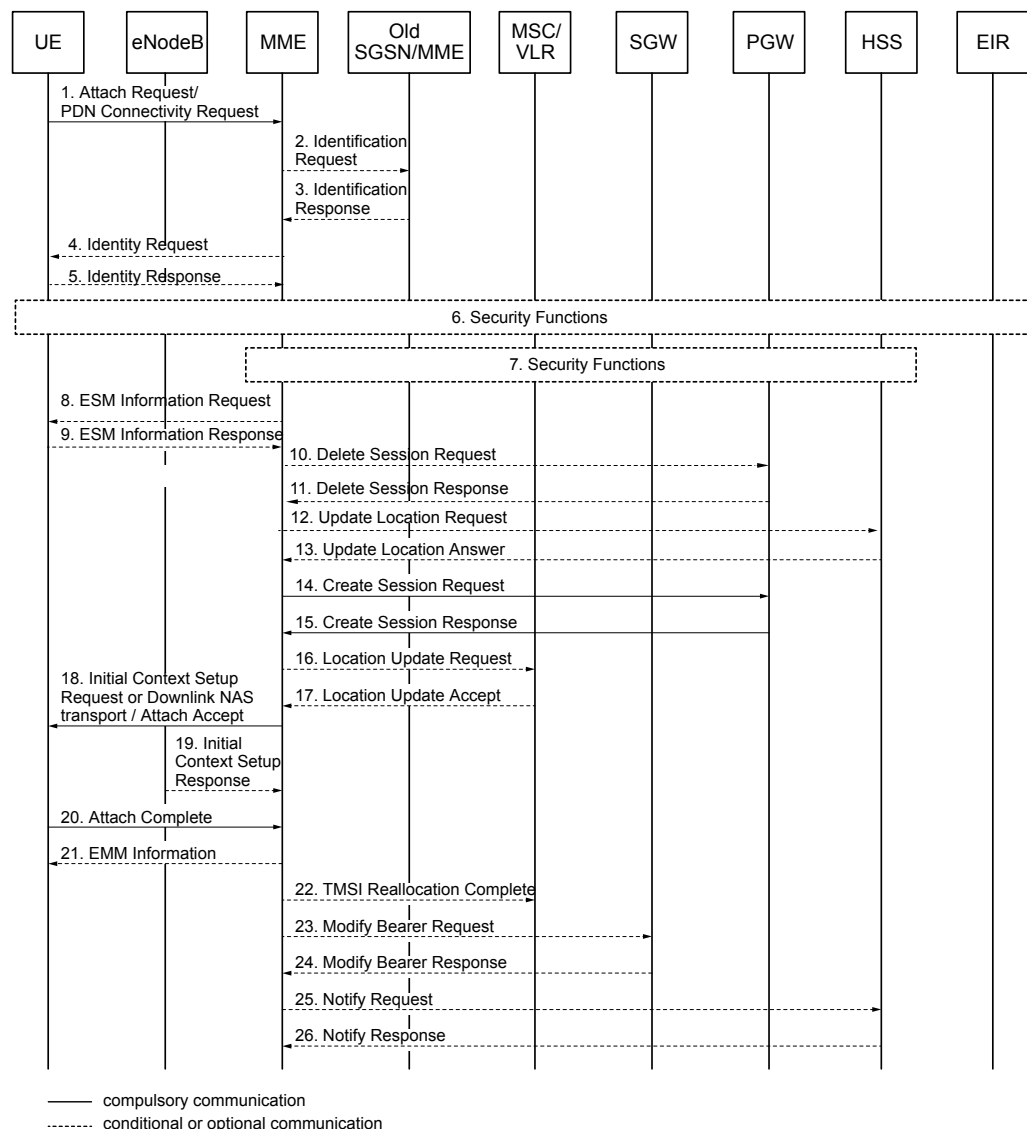 UE
eNodeB
MME
Old
SGSN/MME
MSC/
VLR
SGW
PGW
HSS
EIR
1. Attach Request/
PDN Connectivity Request
2. Identification
Request
3. Identification
Response
4. Identity Request
5. Identity Response
6. Security Functions
7. Security Functions
8. ESM Information Request
9. ESM Information Response
10. Delete Session Request
11. Delete Session Response
12. Update Location Request
13. Update Location Answer
14. Create Session Request
15. Create Session Response
16. Location Update Request
17. Location Update Accept
18. Initial Context Setup
Request or Downlink NAS
transport / Attach Accept
19. Initial
Context Setup
Response
20. Attach Complete
21. EMM Information
22. TMSI Reallocation Complete
23. Modify Bearer Request
24. Modify Bearer Response
25. Notify Request
26. Notify Response
compulsory communication
conditional or optional communication